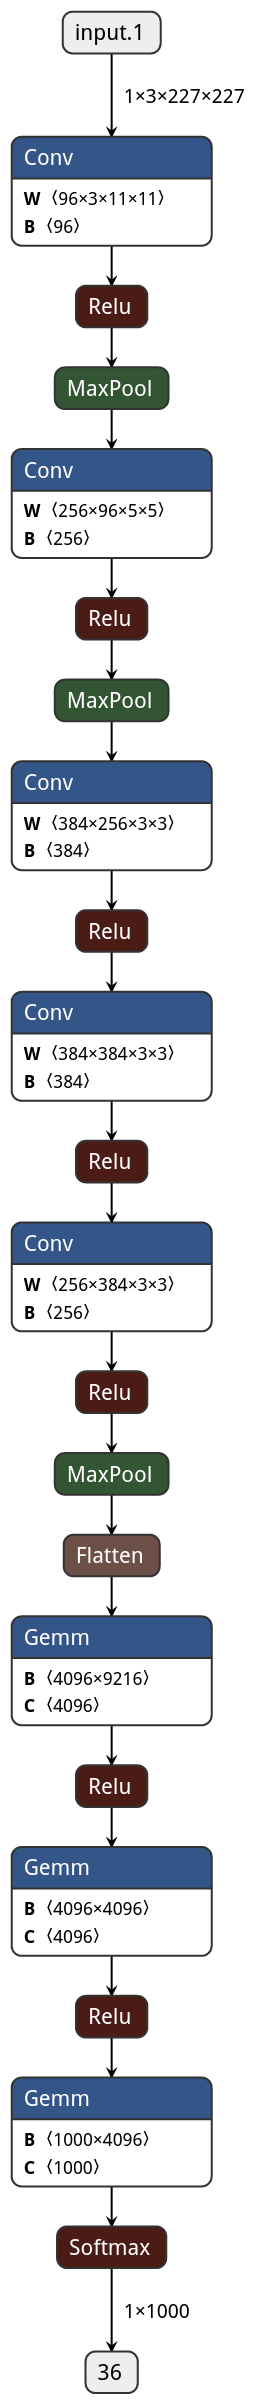 input.1
1×3×227×227
Conv
W 〈96×3×11×11〉
B 〈96〉
Relu
MaxPool
Conv
W 〈256×96×5×5〉
B 〈256〉
Relu
MaxPool
Conv
W 〈384×256×3×3〉
B 〈384〉
Relu
Conv
W 〈384×384×3×3〉
B 〈384〉
Relu
Conv
W 〈256×384×3×3〉
B 〈256〉
Relu
MaxPool
Flatten
Gemm
B 〈4096×9216〉
C 〈4096〉
Relu
Gemm
B 〈4096×4096〉
C 〈4096〉
Relu
Gemm
B 〈1000×4096〉
C 〈1000〉
Softmax
1×1000
36